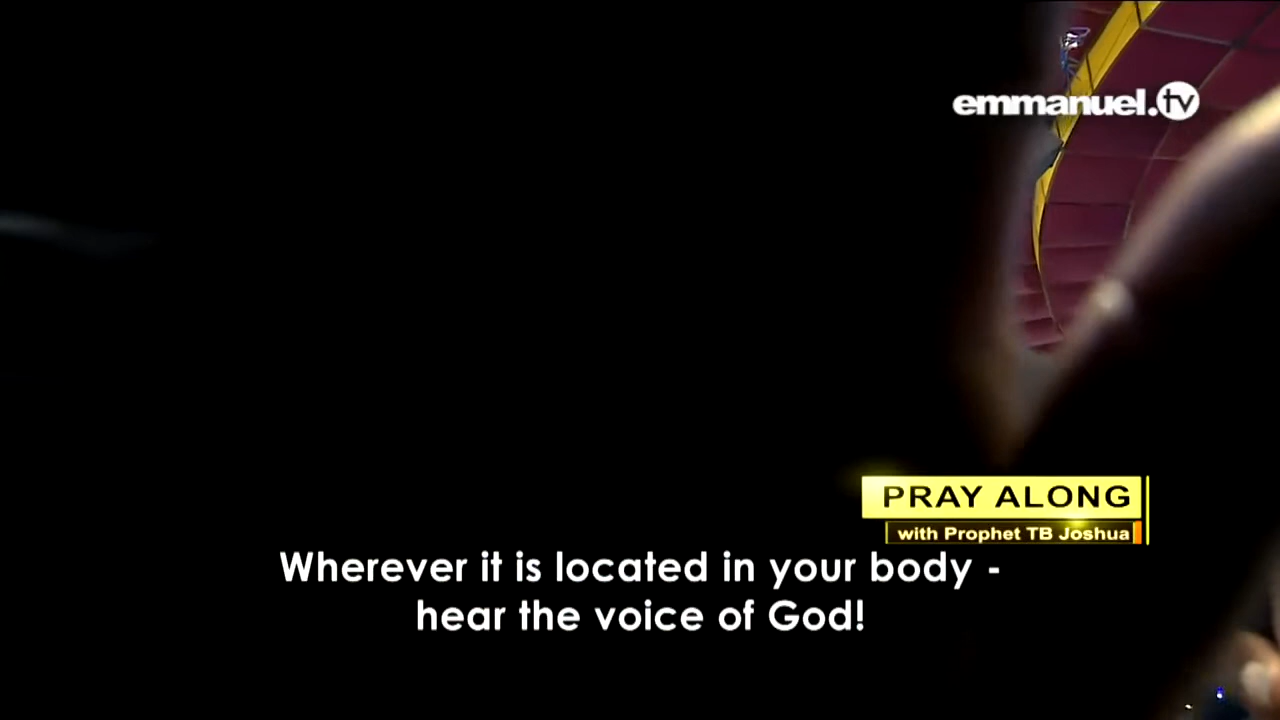 emmanuel.tv
PRAY ALONG
with Prophet TB Joshua
Wherever it is located in your body -
hear the voice of God!